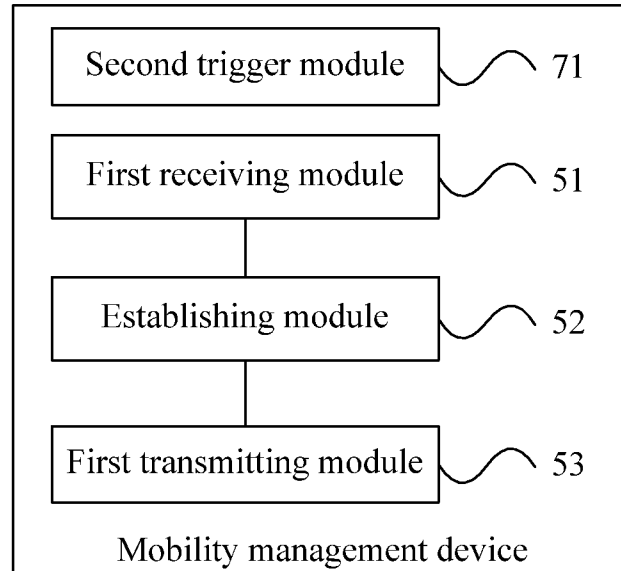 Second trigger module 71
First receiving module 51
Establishing module 52
First transmitting module 53
Mobility management device